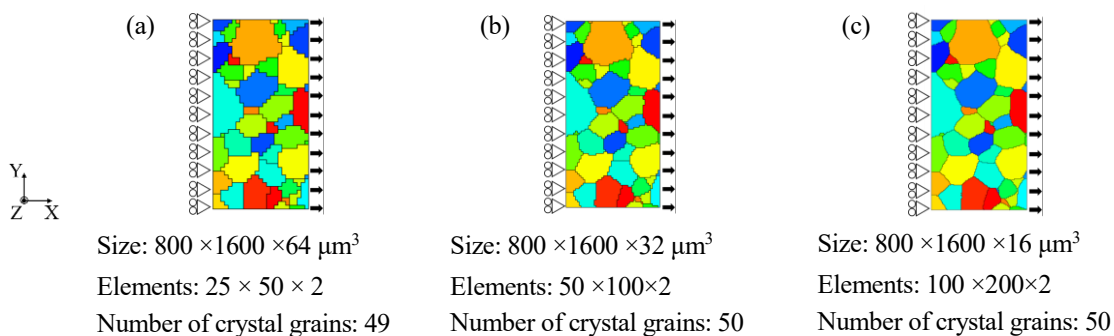 (a)
(b)
(c)
Y
Z X
Size: 800 ×1600 ×64 μm³
Elements: 25 × 50 × 2
Number of crystal grains: 49
Size: 800 ×1600 ×32 μm³
Elements: 50 ×100×2
Number of crystal grains: 50
Size: 800 ×1600 ×16 μm³
Elements: 100 ×200×2
Number of crystal grains: 50